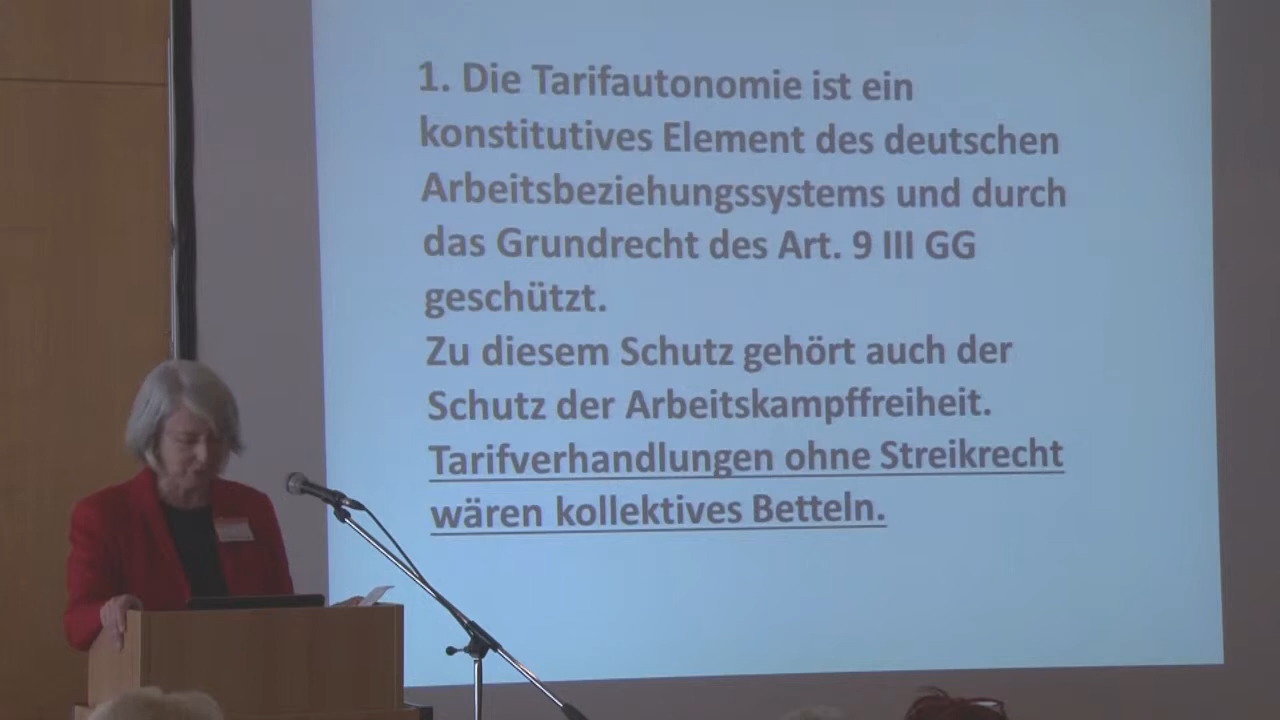 1. Die Tarifautonomie ist ein
konstitutives Element des deutschen
Arbeitsbeziehungssystems und durch
das Grundrecht des Art. 9 III GG
geschützt.
Zu diesem Schutz gehört auch der
Schutz der Arbeitskampffreiheit.
Tarifverhandlungen ohne Streikrecht
wären kollektives Betteln.